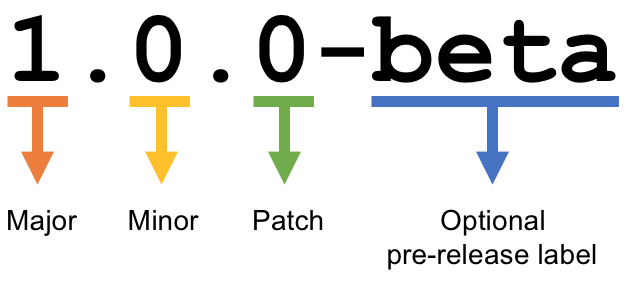 1.0.0-beta
Major Minor Patch Optional
pre-release label